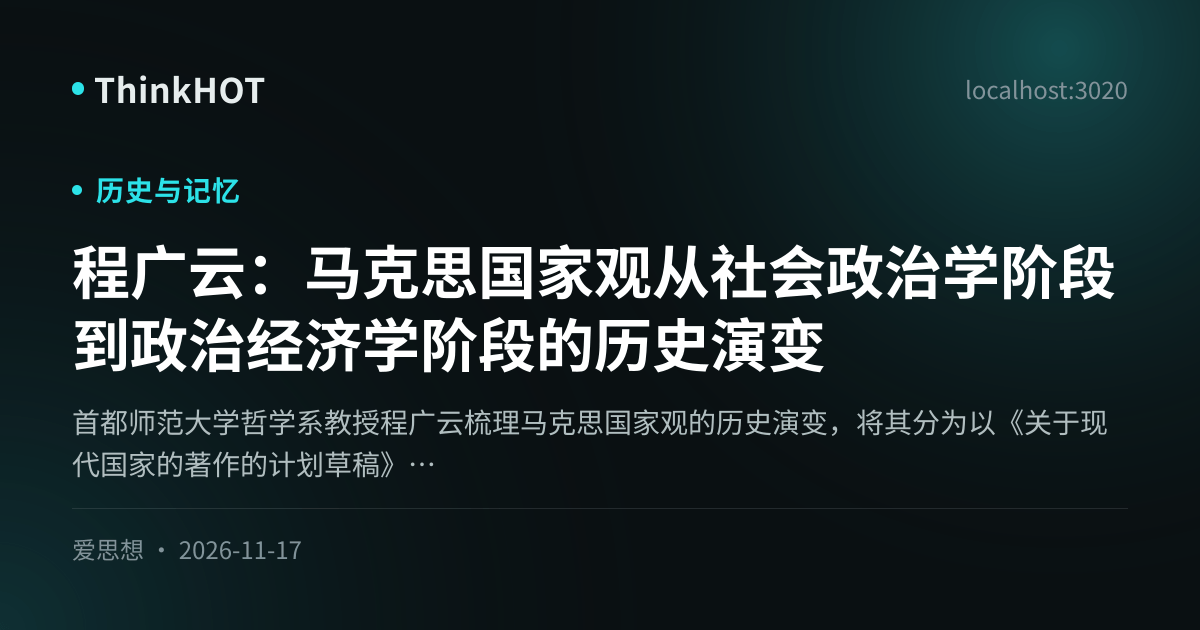 ThinkHOT
localhost:3020
历史与记忆
程广云：马克思国家观从社会政治学阶段
到政治经济学阶段的历史演变
首都师范大学哲学系教授程广云梳理马克思国家观的历史演变，将其分为以《关于现
代国家的著作的计划草稿》…
爱思想 · 2026-11-17